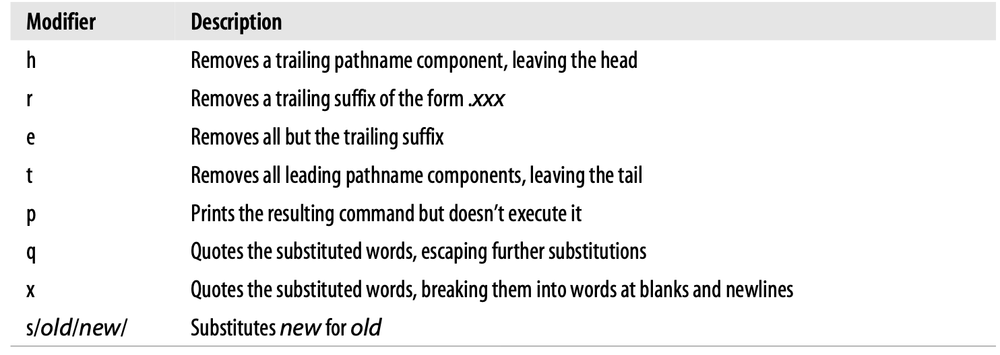 Modifier Description
h Removes a trailing pathname component, leaving the head
r Removes a trailing suffix of the form .xxx
e Removes all but the trailing suffix
t Removes all leading pathname components, leaving the tail
p Prints the resulting command but doesn’t execute it
q Quotes the substituted words, escaping further substitutions
x Quotes the substituted words, breaking them into words at blanks and newlines
s/old/new/ Substitutes new for old